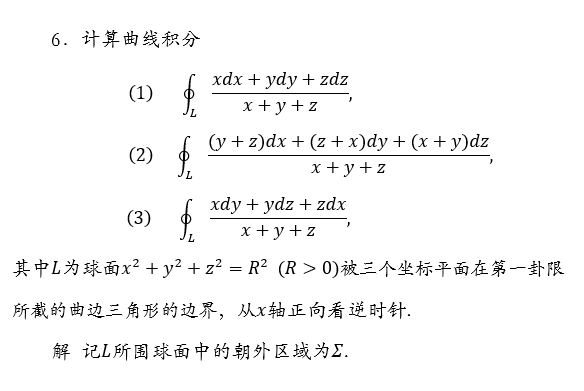 6．计算曲线积分
(1) ∮_L (xdx + ydy + zdz)/(x + y + z),
(2) ∮_L ((y + z)dx + (z + x)dy + (x + y)dz)/(x + y + z),
(3) ∮_L (xdy + ydz + zdx)/(x + y + z),
其中L为球面x² + y² + z² = R² (R > 0)被三个坐标平面在第一卦限
所截的曲边三角形的边界，从x轴正向看逆时针.
解 记L所围球面中的朝外区域为Σ.